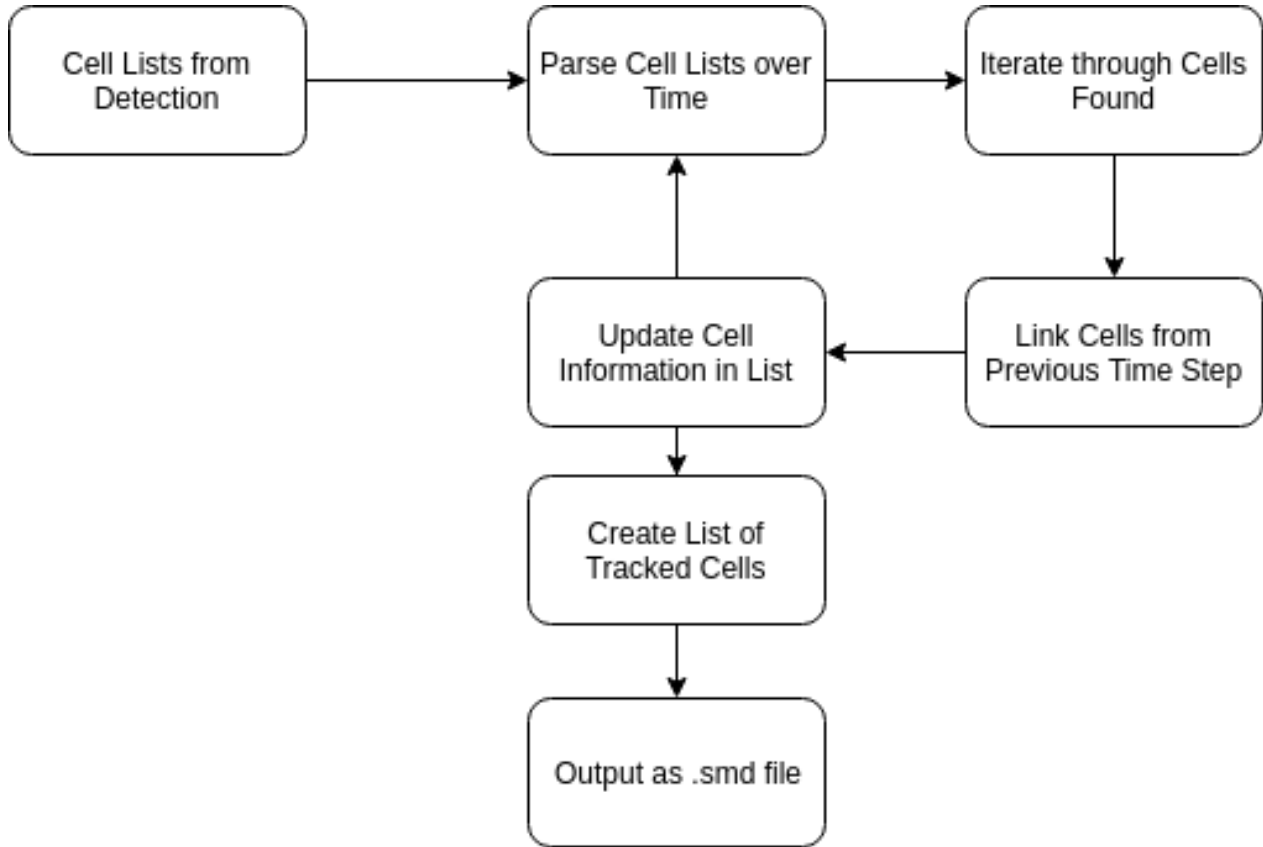 Cell Lists from
Detection
Parse Cell Lists over
Time
Iterate through Cells
Found
Link Cells from
Previous Time Step
Update Cell
Information in List
Create List of
Tracked Cells
Output as .smd file